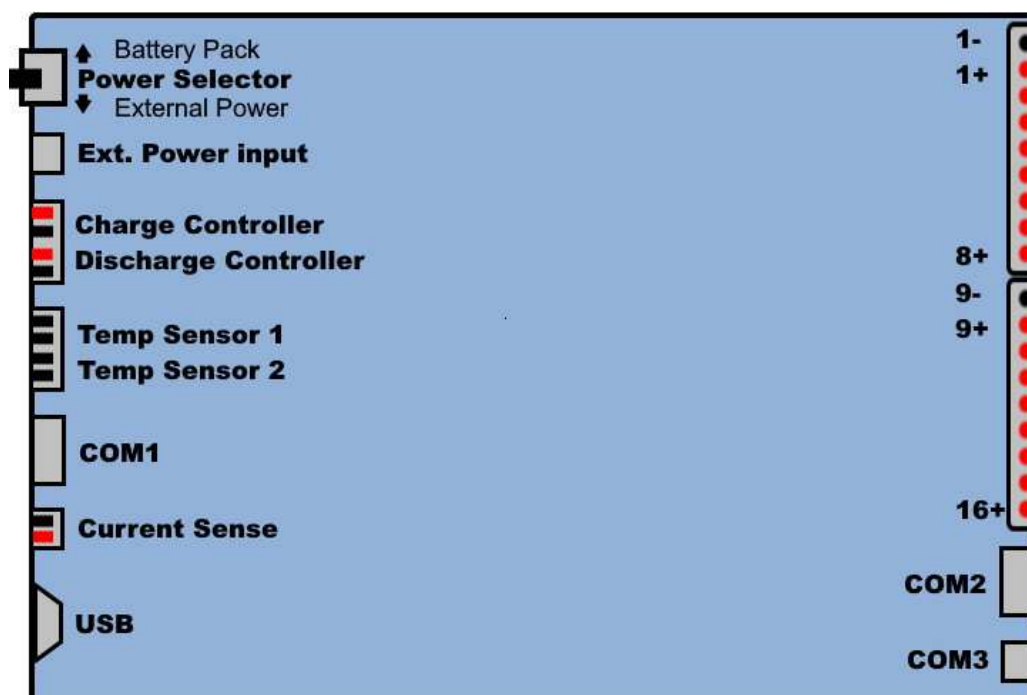 Battery Pack
Power Selector
External Power
Ext. Power input
Charge Controller
Discharge Controller
Temp Sensor 1
Temp Sensor 2
COM1
Current Sense
USB
1-
1+
8+
9-
9+
16+
COM2
COM3